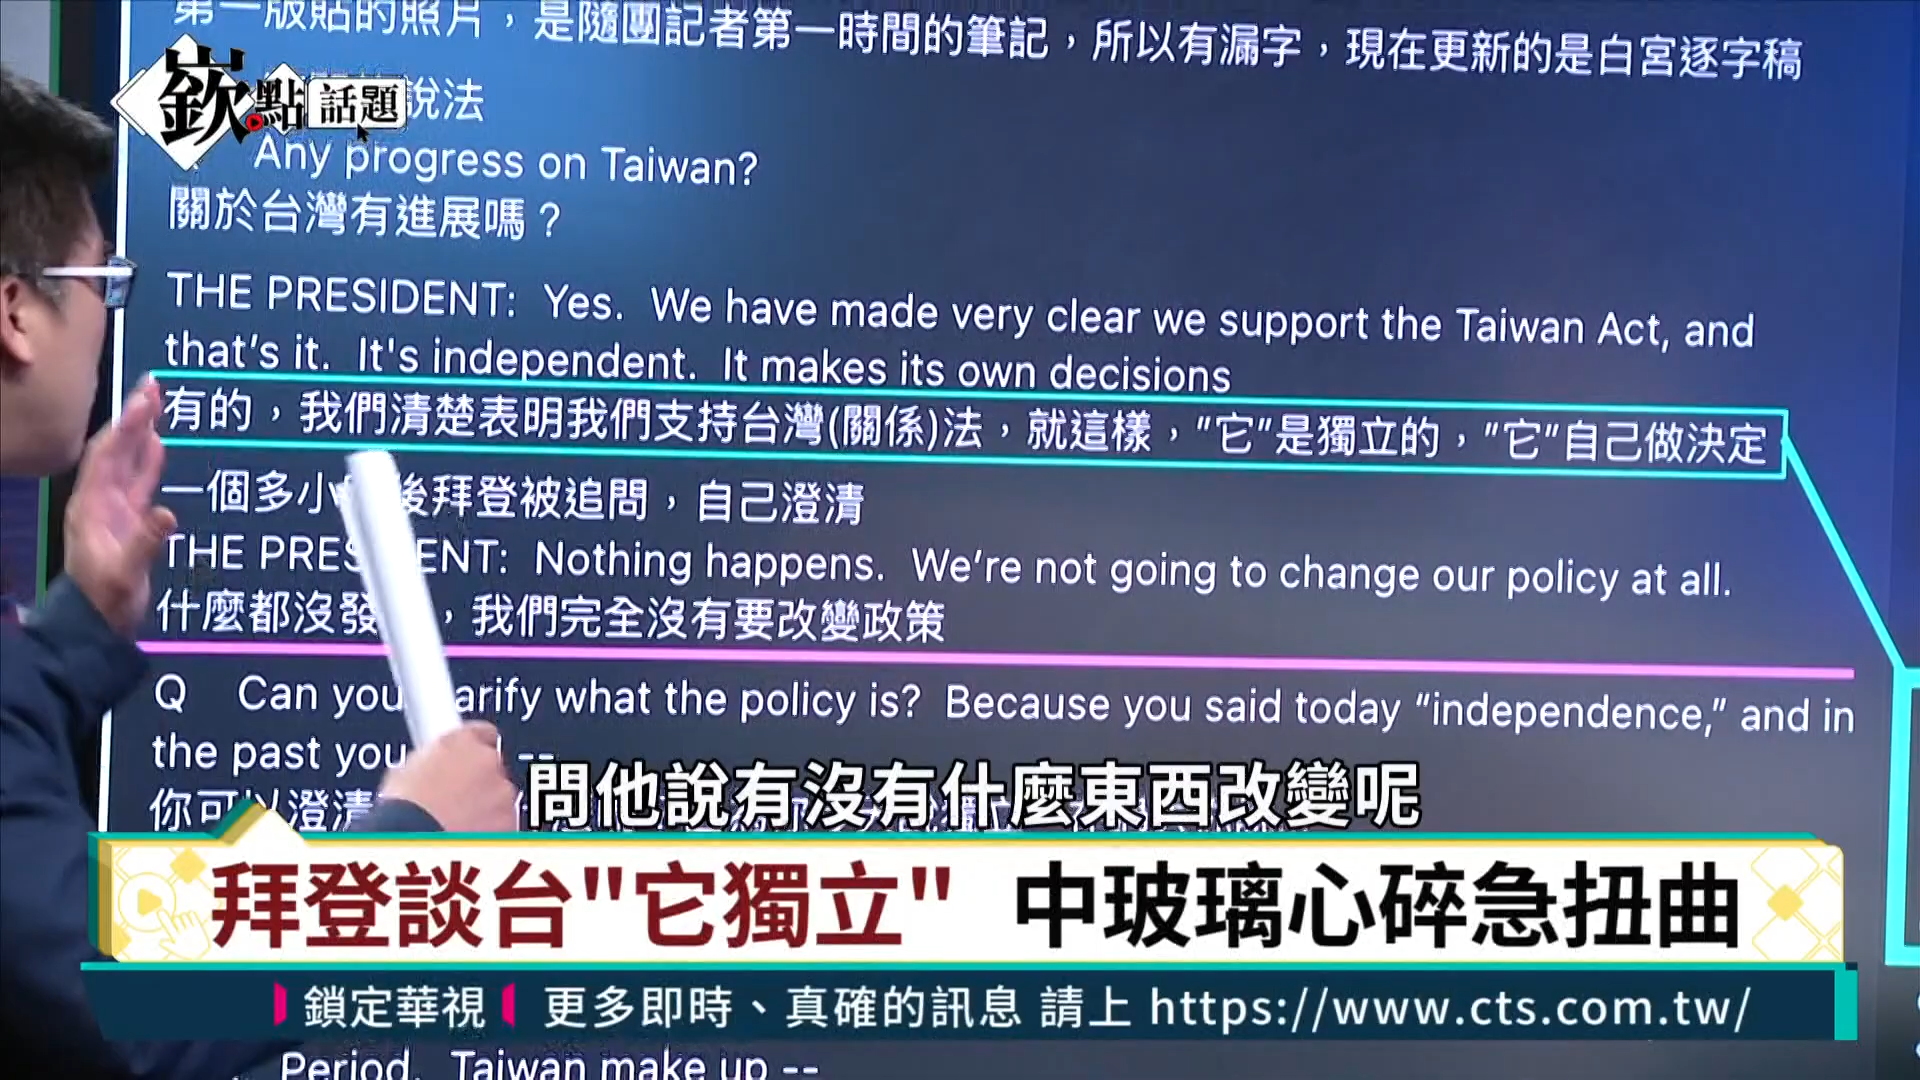 第一版貼的照片，是隨團記者第一時間的筆記，所以有漏字，現在更新的是白宮逐字稿
嶔點話題
說法
Any progress on Taiwan?
關於台灣有進展嗎？
THE PRESIDENT: Yes. We have made very clear we support the Taiwan Act, and
that's it. It's independent. It makes its own decisions
有的，我們清楚表明我們支持台灣(關係)法，就這樣，"它"是獨立的，"它"自己做決定
一個多小 後拜登被追問，自己澄清
THE PRES ENT: Nothing happens. We're not going to change our policy at all.
什麼都沒發 ，我們完全沒有要改變政策
Q Can you arify what the policy is? Because you said today “independence,” and in
the past you --
你可以澄清
問他說有沒有什麼東西改變呢
拜登談台"它獨立" 中玻璃心碎急扭曲
鎖定華視 更多即時、真確的訊息 請上 https://www.cts.com.tw/
Period. Taiwan make up --